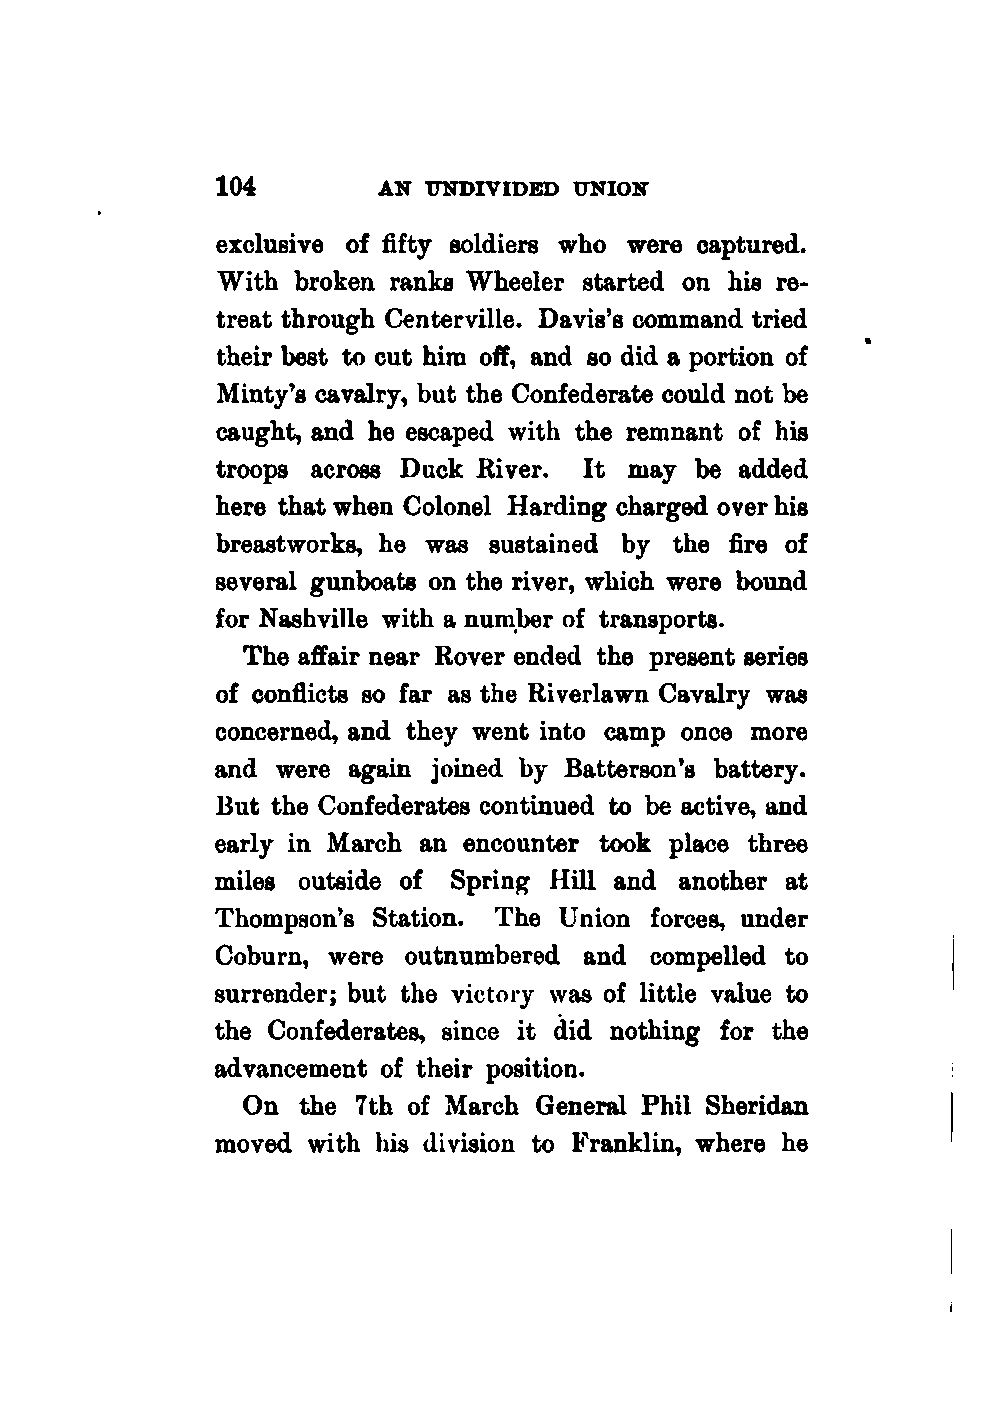 104 AN UNDIVIDED UNION
exclusive of fifty soldiers who were captured.
With broken ranks Wheeler started on his re-
treat through Centerville. Davis's command tried
their best to cut him off, and so did a portion of
Minty's cavalry, but the Confederate could not be
caught, and he escaped with the remnant of his
troops across Duck River. It may be added
here that when Colonel Harding charged over his
breastworks, he was sustained by the fire of
several gunboats on the river, which were bound
for Nashville with a number of transports.
The affair near Rover ended the present series
of conflicts so far as the Riverlawn Cavalry was
concerned, and they went into camp once more
and were again joined by Batterson's battery.
But the Confederates continued to be active, and
early in March an encounter took place three
miles outside of Spring Hill and another at
Thompson's Station. The Union forces, under
Coburn, were outnumbered and compelled to
surrender; but the victory was of little value to
the Confederates, since it did nothing for the
advancement of their position.
On the 7th of March General Phil Sheridan
moved with his division to Franklin, where he